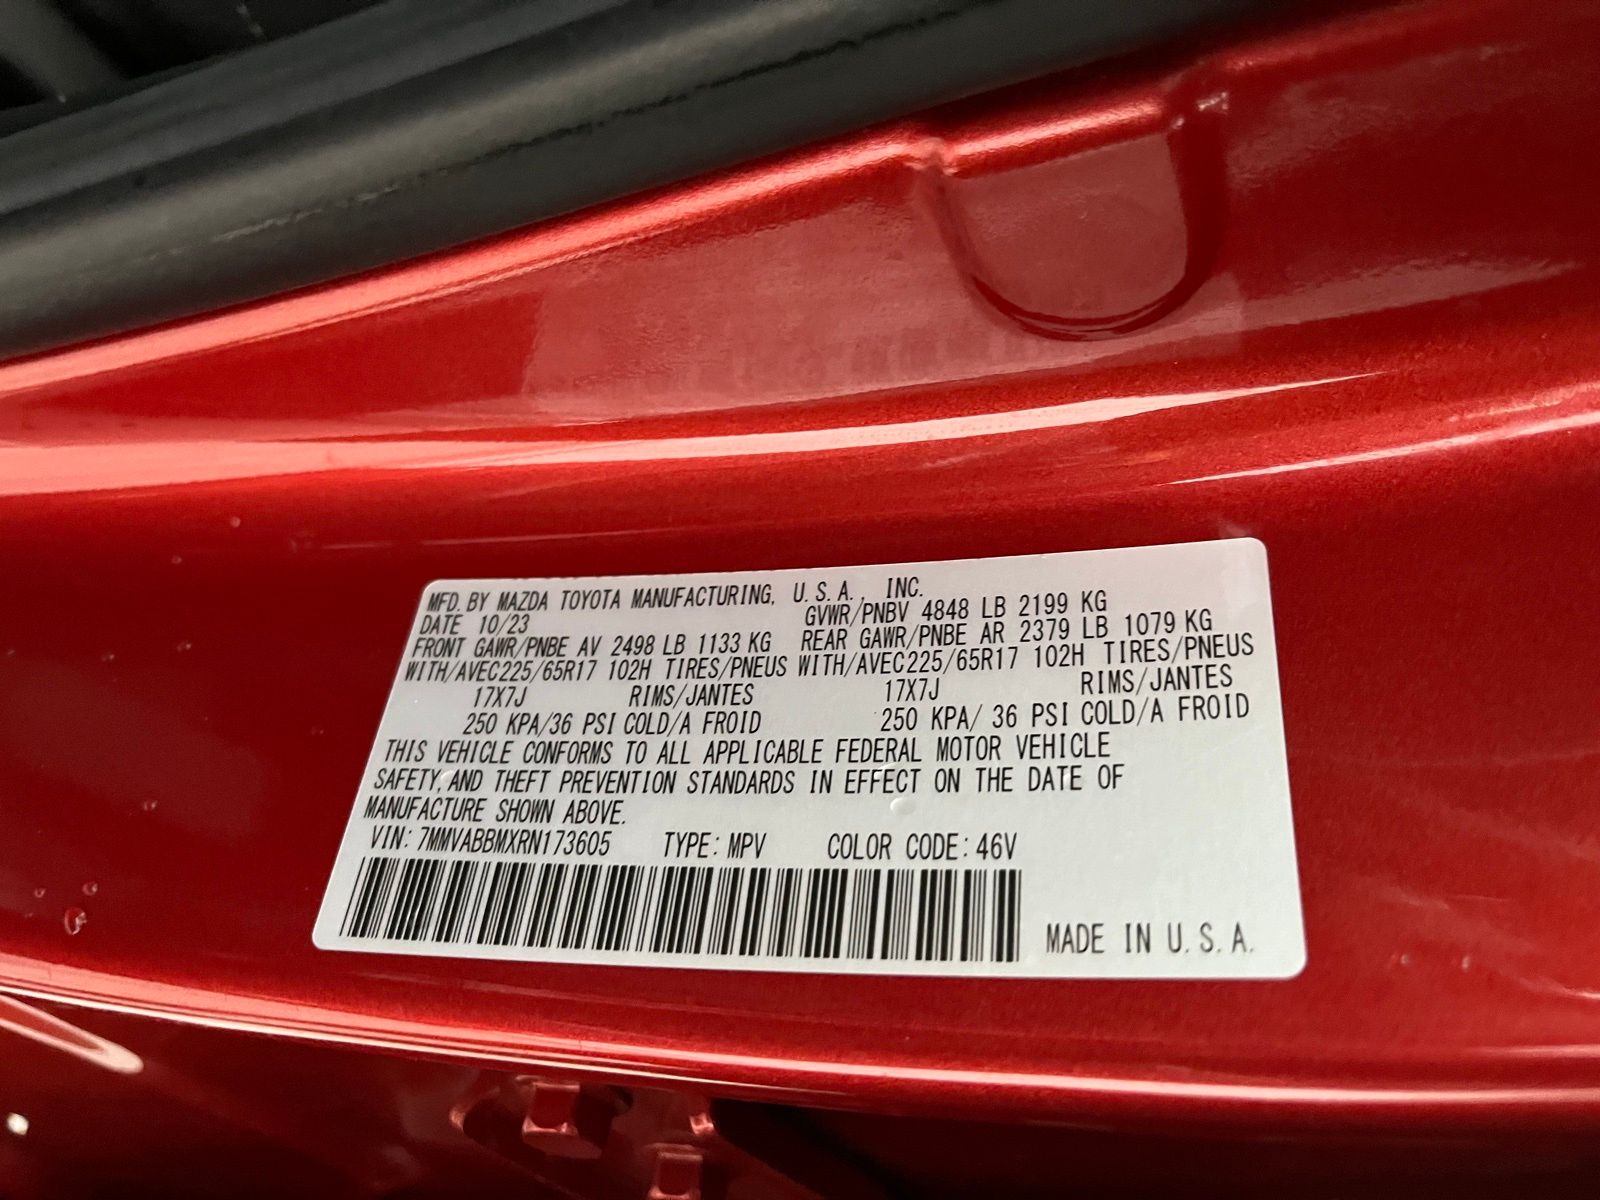 MFD. BY MAZDA TOYOTA MANUFACTURING, U.S.A., INC.
DATE 10/23 GVWR/PNBV 4848 LB 2199 KG
FRONT GAWR/PNBE AV 2498 LB 1133 KG REAR GAWR/PNBE AR 2379 LB 1079 KG
WITH/AVEC225/65R17 102H TIRES/PNEUS WITH/AVEC225/65R17 102H TIRES/PNEUS
17X7J RIMS/JANTES 17X7J RIMS/JANTES
250 KPA/36 PSI COLD/A FROID 250 KPA/ 36 PSI COLD/A FROID
THIS VEHICLE CONFORMS TO ALL APPLICABLE FEDERAL MOTOR VEHICLE
SAFETY, AND THEFT PREVENTION STANDARDS IN EFFECT ON THE DATE OF
MANUFACTURE SHOWN ABOVE.
VIN: 7MMVABBMXRN173605 TYPE: MPV COLOR CODE: 46V
MADE IN U.S.A.